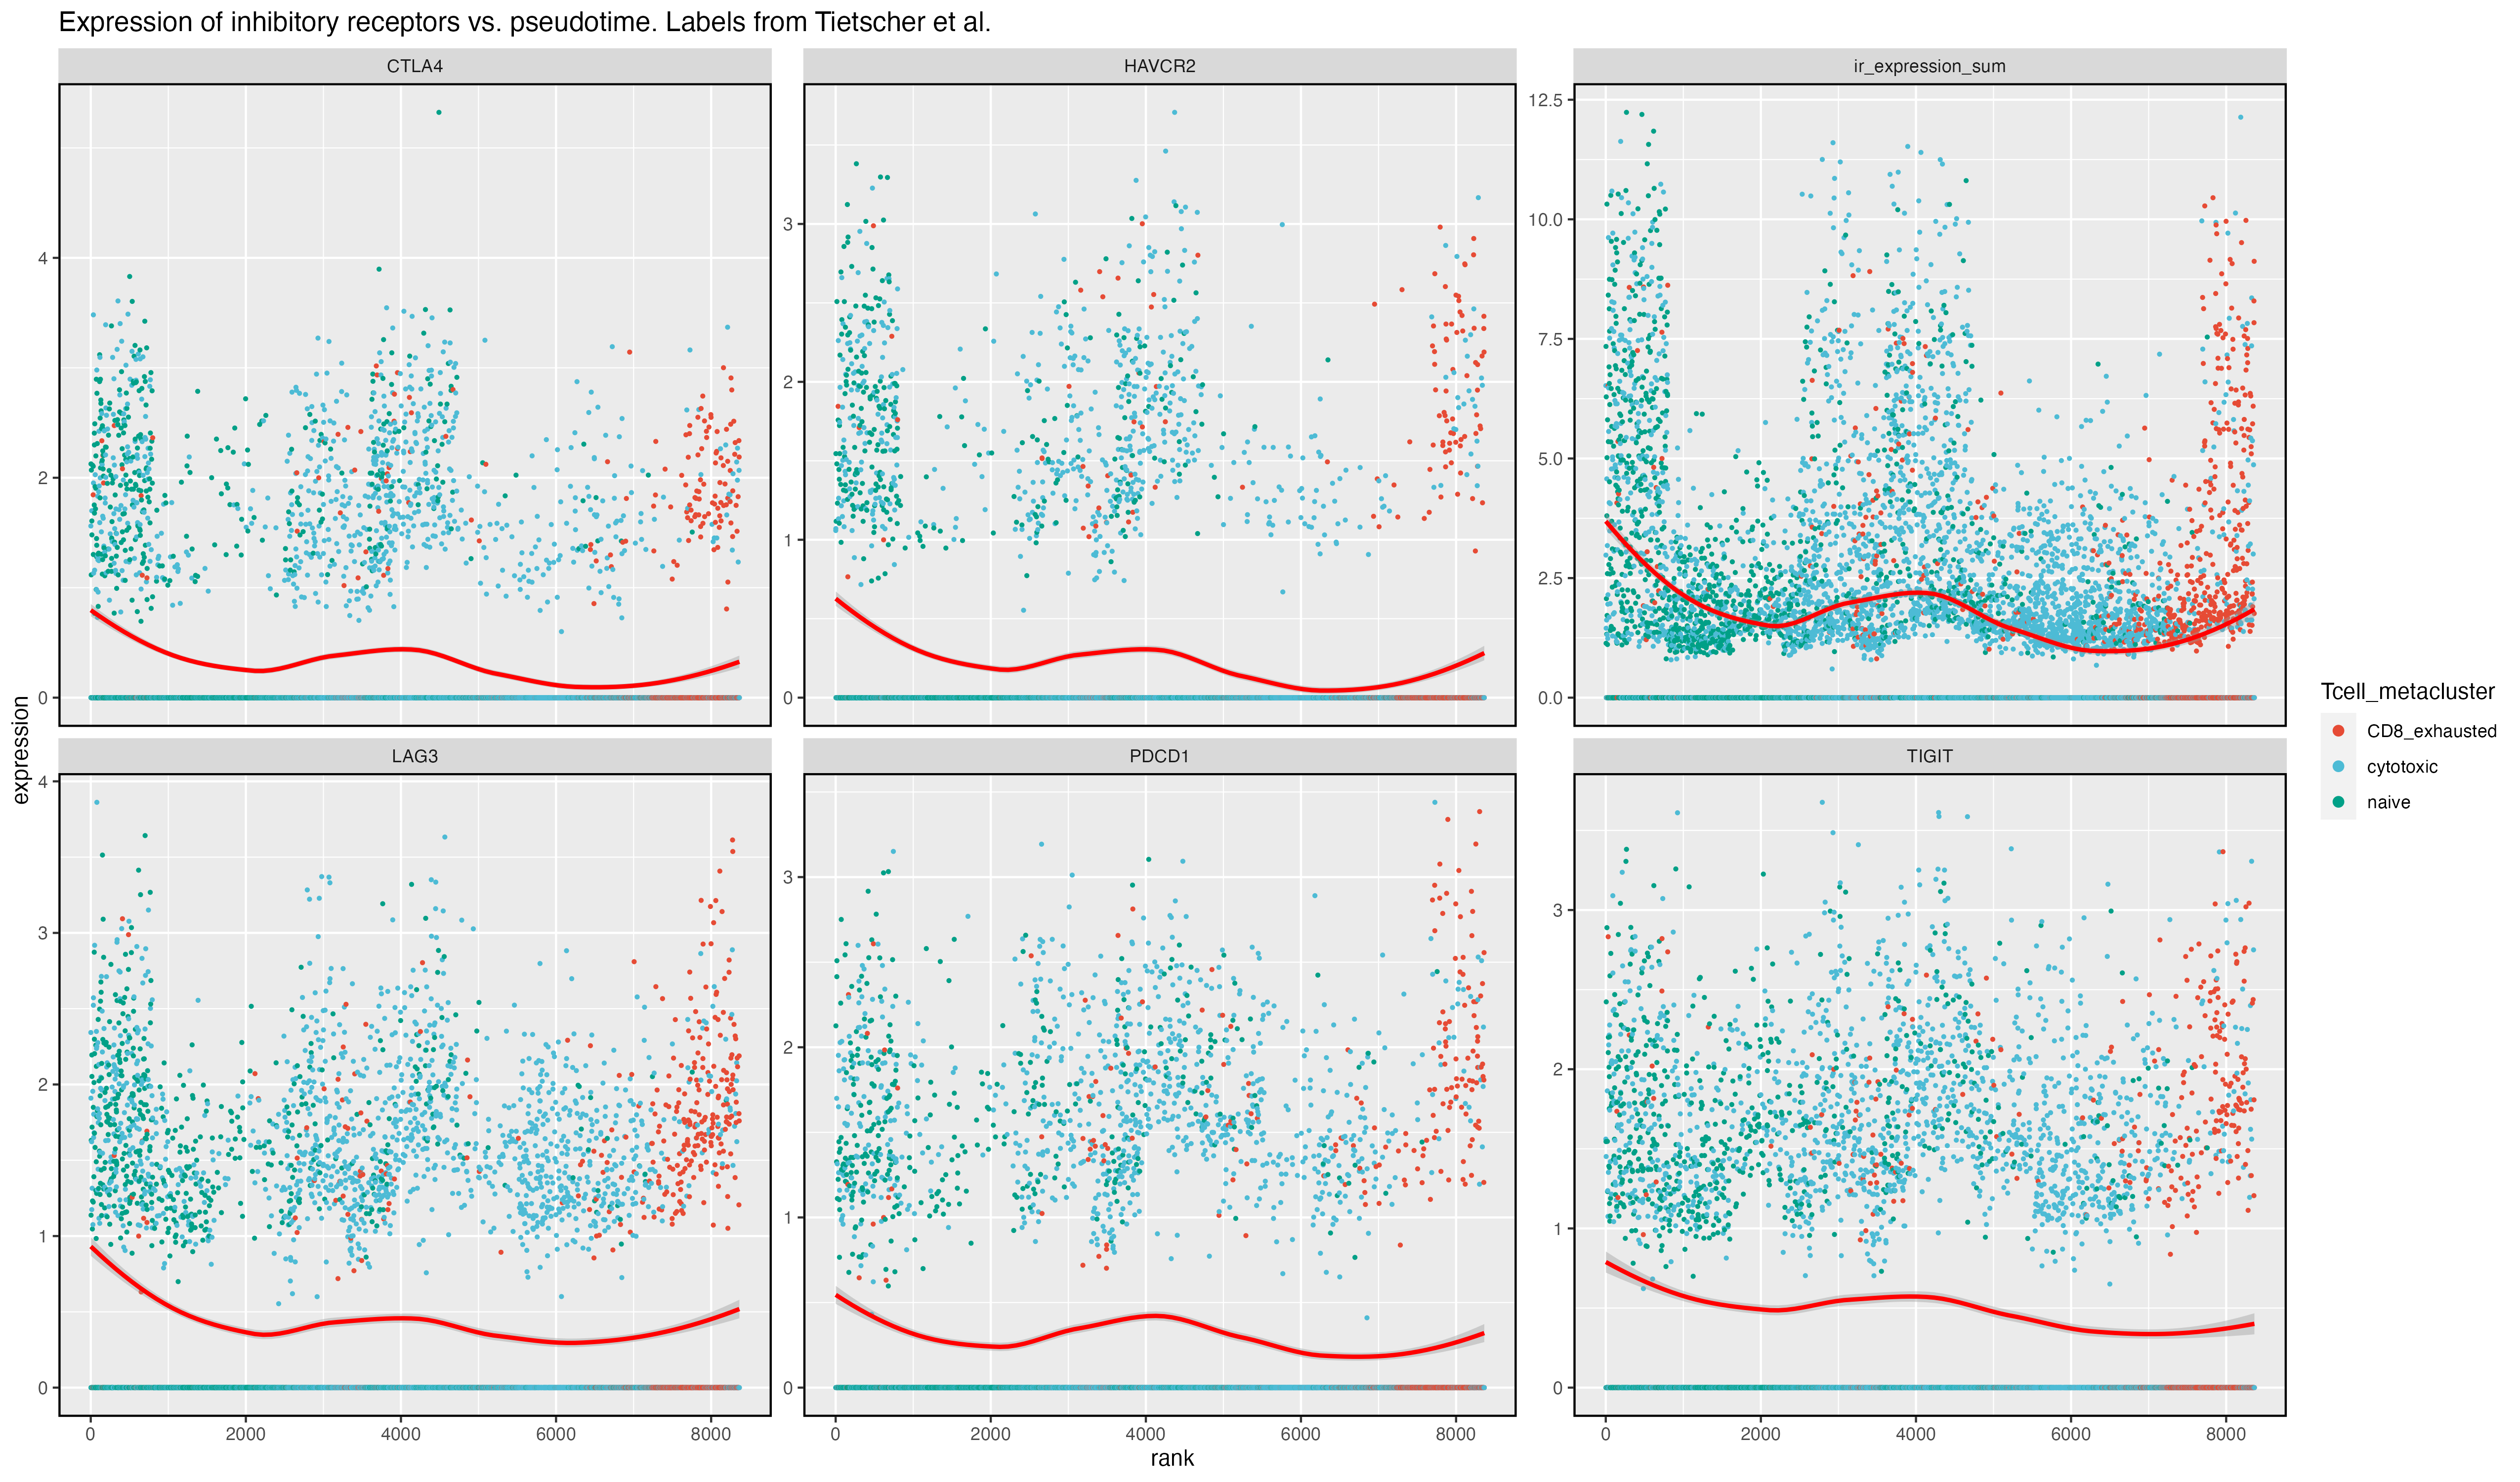 Expression of inhibitory receptors vs. pseudotime. Labels from Tietscher et al.
CTLA4
HAVCR2
ir_expression_sum
4
2
0
3
2
1
0
12.5
10.0
7.5
5.0
2.5
0.0
LAG3
PDCD1
TIGIT
4
3
2
1
0
3
2
1
0
3
2
1
0
0 2000 4000 6000 8000
0 2000 4000 6000 8000
0 2000 4000 6000 8000
rank
expression
Tcell_metacluster
CD8_exhausted
cytotoxic
naive